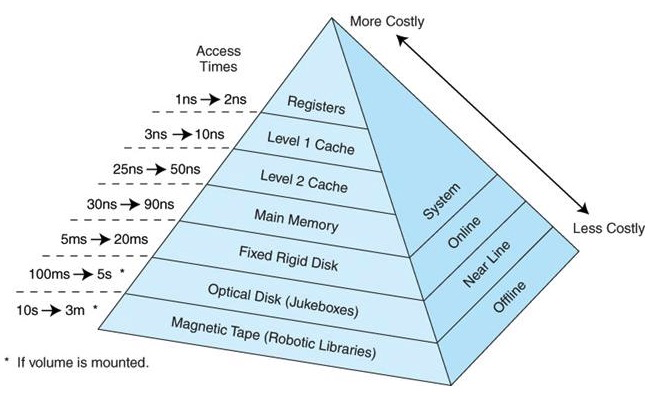 More Costly
Access
Times
1ns → 2ns
Registers
3ns → 10ns
Level 1 Cache
25ns → 50ns
Level 2 Cache
System
30ns → 90ns
Main Memory
Online
Less Costly
5ms → 20ms
Fixed Rigid Disk
Near Line
100ms → 5s *
Optical Disk (Jukeboxes)
Offline
10s → 3m *
Magnetic Tape (Robotic Libraries)
* If volume is mounted.